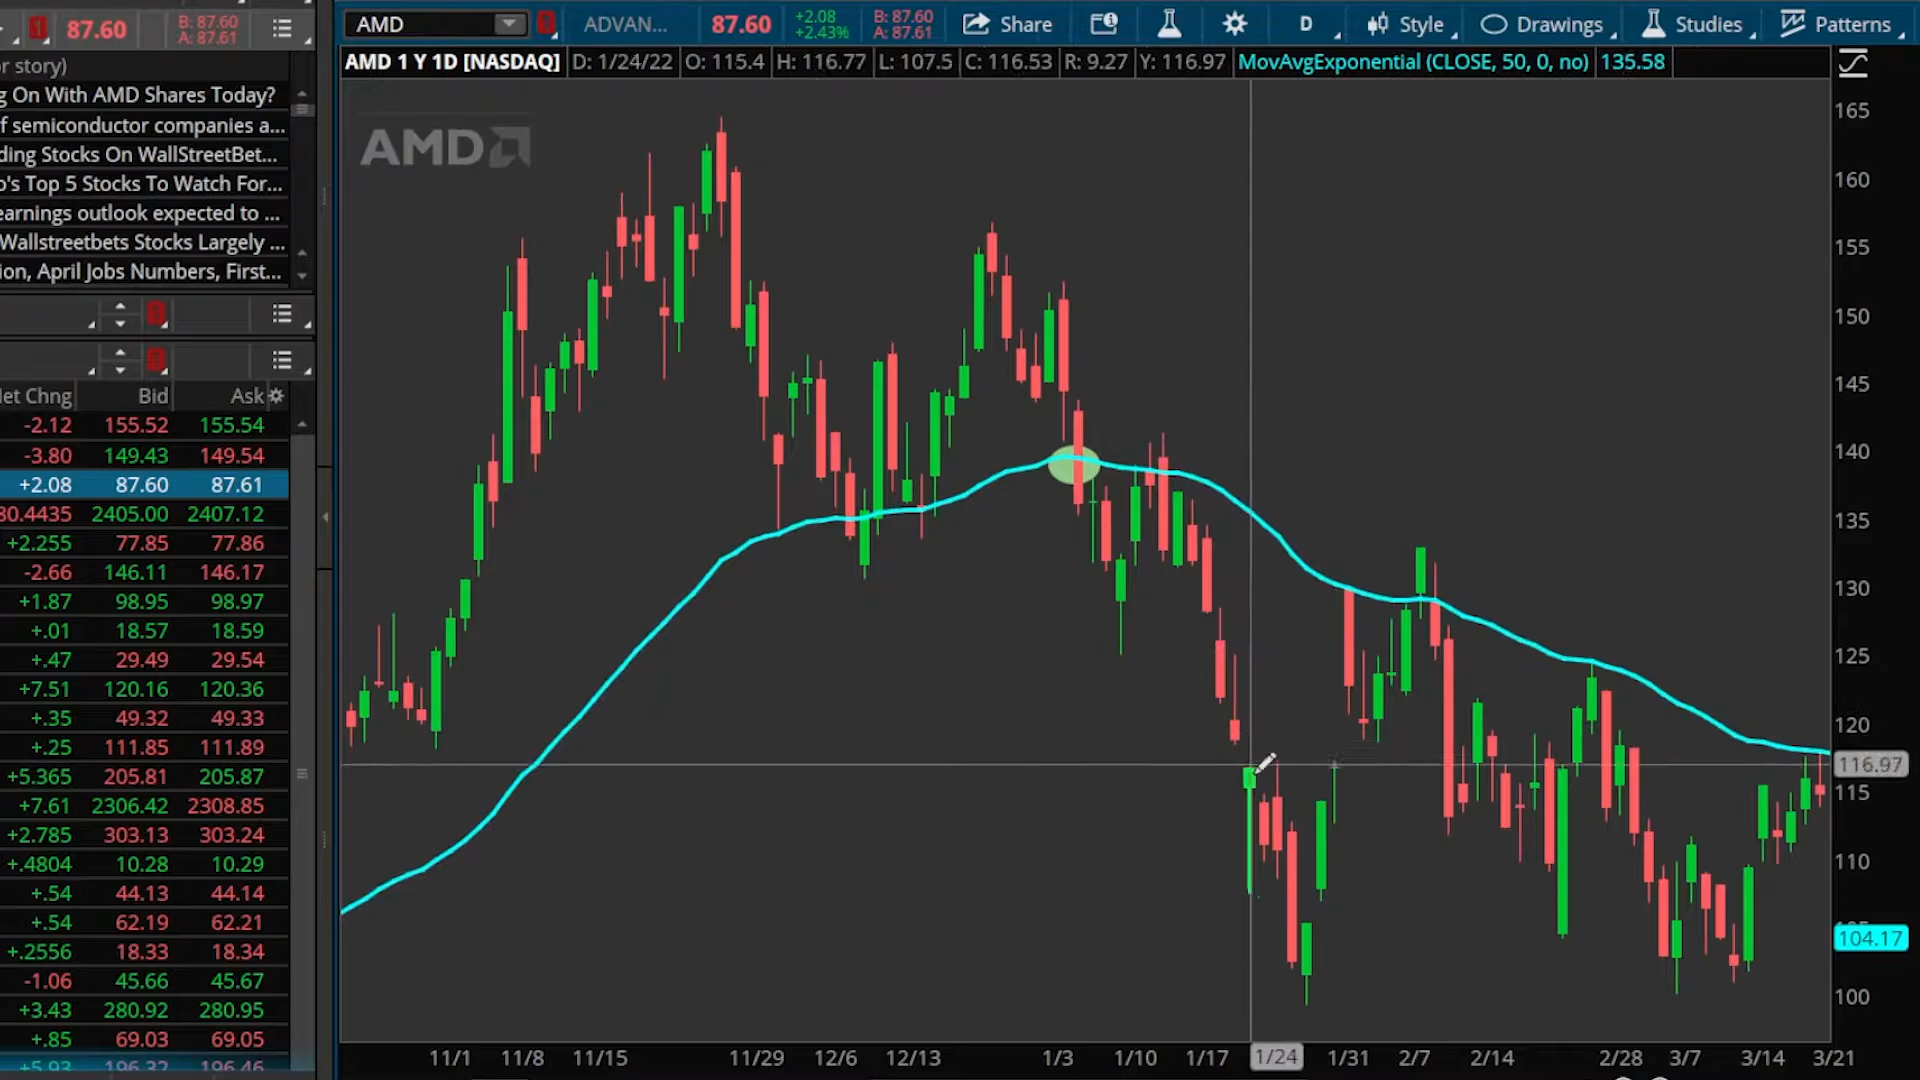 87.60 B: 87.60 A: 87.61
AMD ADVAN... 87.60 +2.08 +2.43% B: 87.60 A: 87.61 Share D Style Drawings Studies Patterns
AMD 1 Y 1D [NASDAQ] D: 1/24/22 O: 115.4 H: 116.77 L: 107.5 C: 116.53 R: 9.27 Y: 116.97 MovAvgExponential (CLOSE, 50, 0, no) 135.58
r story)
g On With AMD Shares Today?
f semiconductor companies a...
ding Stocks On WallStreetBet...
o's Top 5 Stocks To Watch For...
earnings outlook expected to ...
Wallstreetbets Stocks Largely ...
ion, April Jobs Numbers, First...
et Chng Bid Ask
-2.12 155.52 155.54
-3.80 149.43 149.54
+2.08 87.60 87.61
30.4435 2405.00 2407.12
+2.255 77.85 77.86
-2.66 146.11 146.17
+1.87 98.95 98.97
+.01 18.57 18.59
+.47 29.49 29.54
+7.51 120.16 120.36
+.35 49.32 49.33
+.25 111.85 111.89
+5.365 205.81 205.87
+7.61 2306.42 2308.85
+2.785 303.13 303.24
+.4804 10.28 10.29
+.54 44.13 44.14
+.54 62.19 62.21
+.2556 18.33 18.34
-1.06 45.66 45.67
+3.43 280.92 280.95
+.85 69.03 69.05
+5.93 196.32 196.46
AMD
165
160
155
150
145
140
135
130
125
120
116.97
115
110
104.17
100
11/1 11/8 11/15 11/29 12/6 12/13 1/3 1/10 1/17 1/24 1/31 2/7 2/14 2/28 3/7 3/14 3/21